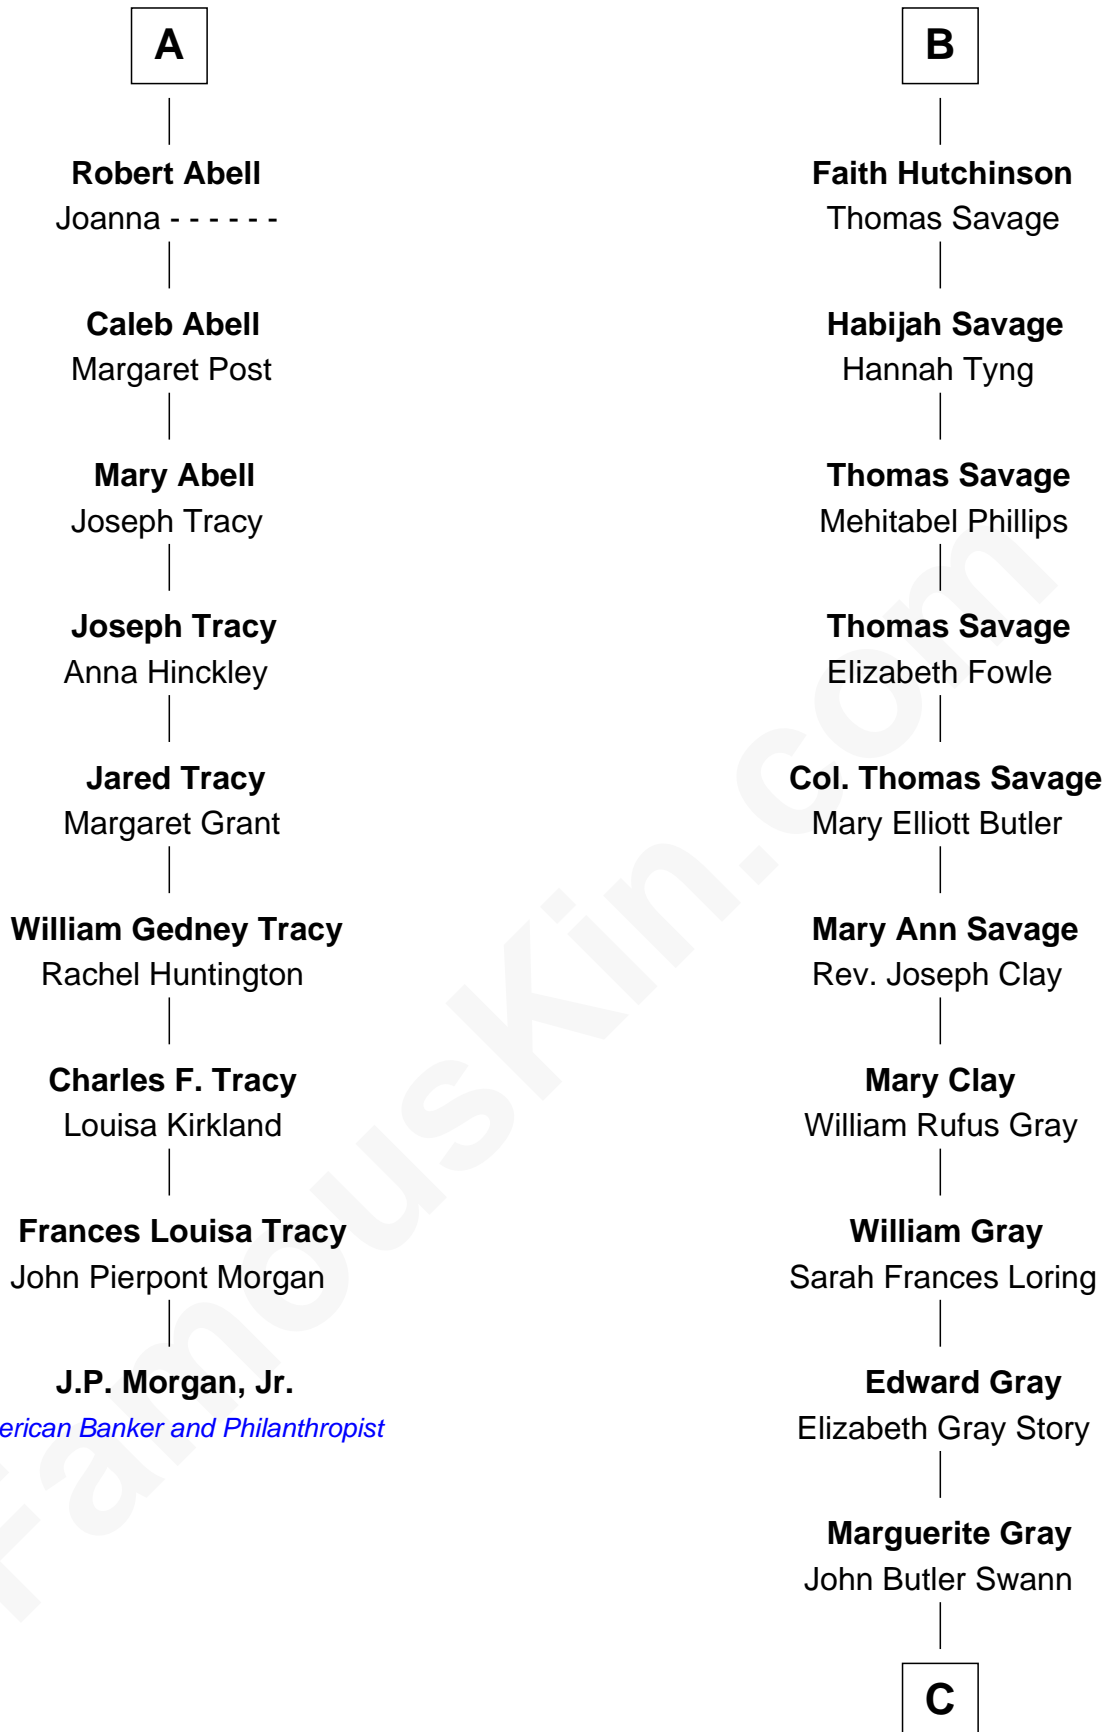 A
Robert Abell
Joanna - - - - - -
Caleb Abell
Margaret Post
Mary Abell
Joseph Tracy
Joseph Tracy
Anna Hinckley
Jared Tracy
Margaret Grant
William Gedney Tracy
Rachel Huntington
Charles F. Tracy
Louisa Kirkland
Frances Louisa Tracy
John Pierpont Morgan
J.P. Morgan, Jr.
erican Banker and Philanthropist
B
Faith Hutchinson
Thomas Savage
Habijah Savage
Hannah Tyng
Thomas Savage
Mehitabel Phillips
Thomas Savage
Elizabeth Fowle
Col. Thomas Savage
Mary Elliott Butler
Mary Ann Savage
Rev. Joseph Clay
Mary Clay
William Rufus Gray
William Gray
Sarah Frances Loring
Edward Gray
Elizabeth Gray Story
Marguerite Gray
John Butler Swann
C
FamousKin.com